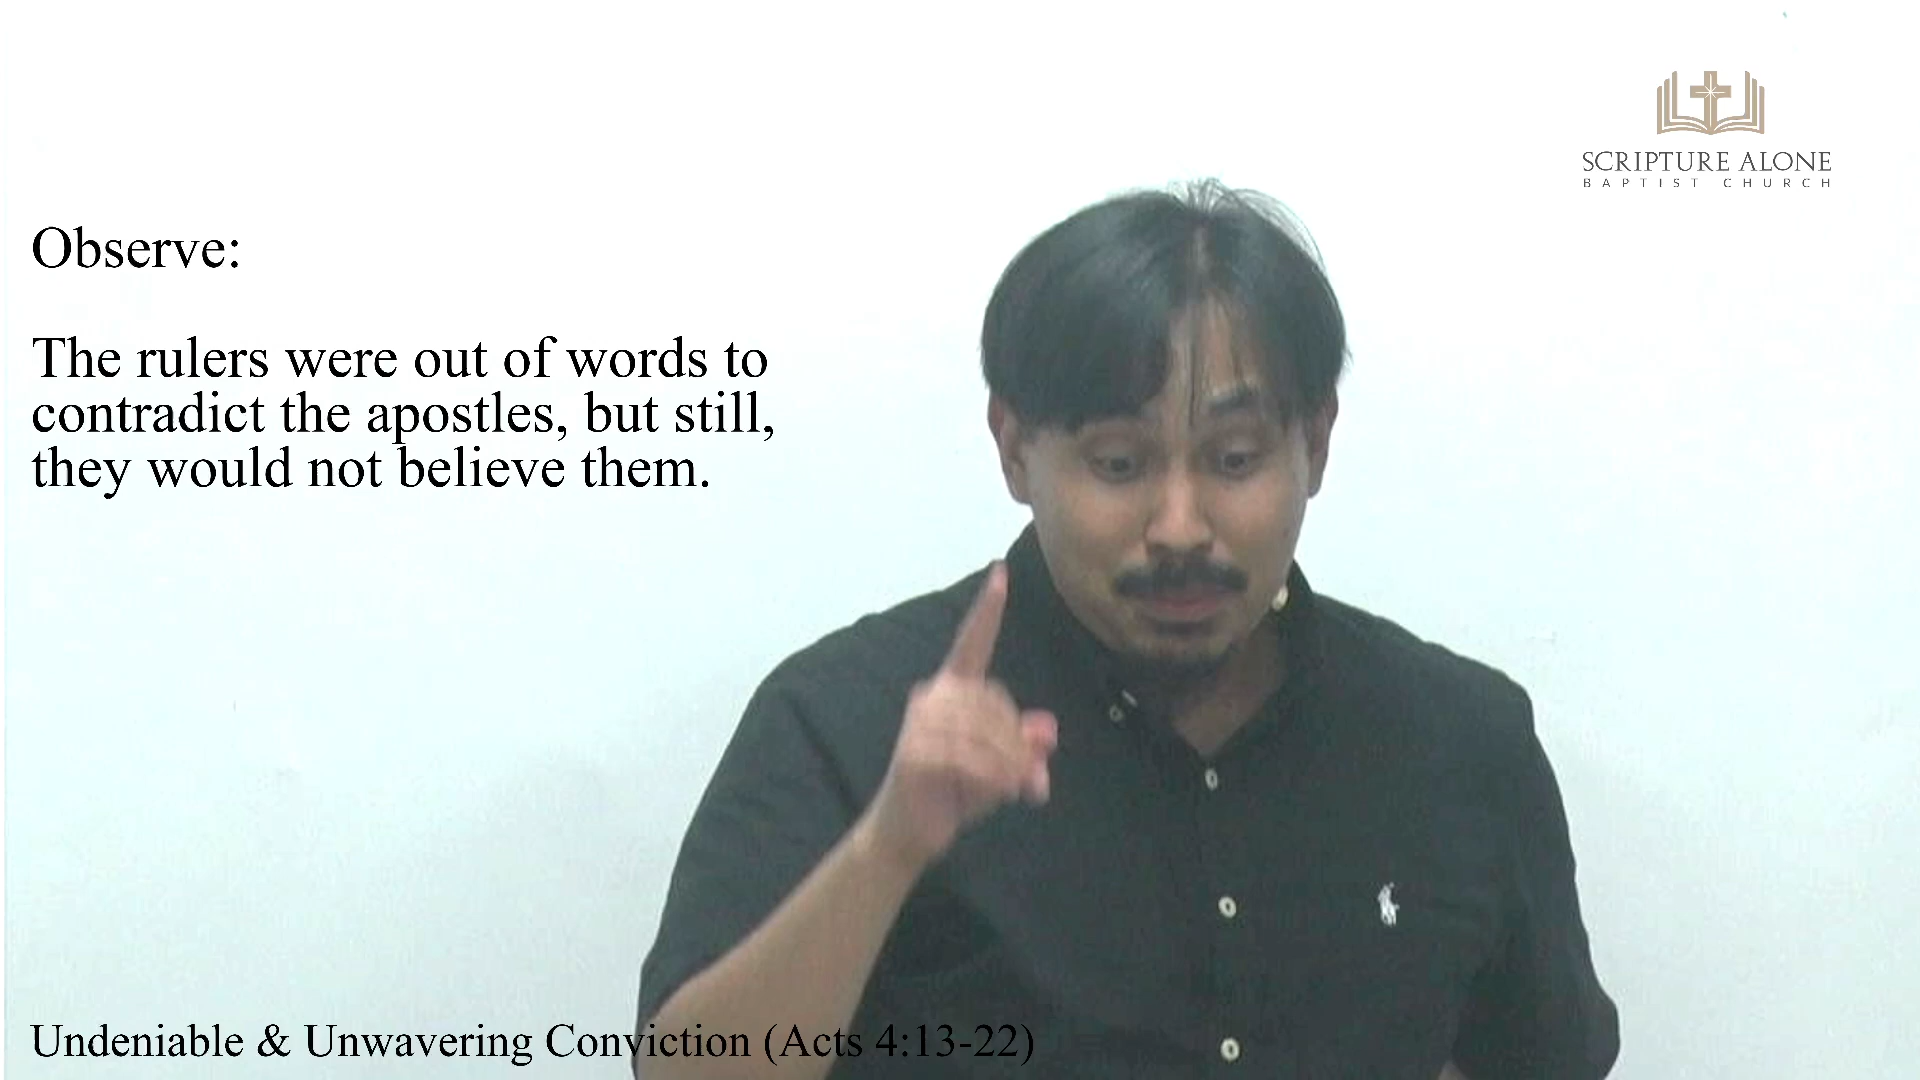 SCRIPTURE ALONE
BAPTIST CHURCH
Observe:
The rulers were out of words to
contradict the apostles, but still,
they would not believe them.
Undeniable & Unwavering Conviction (Acts 4:13-22)